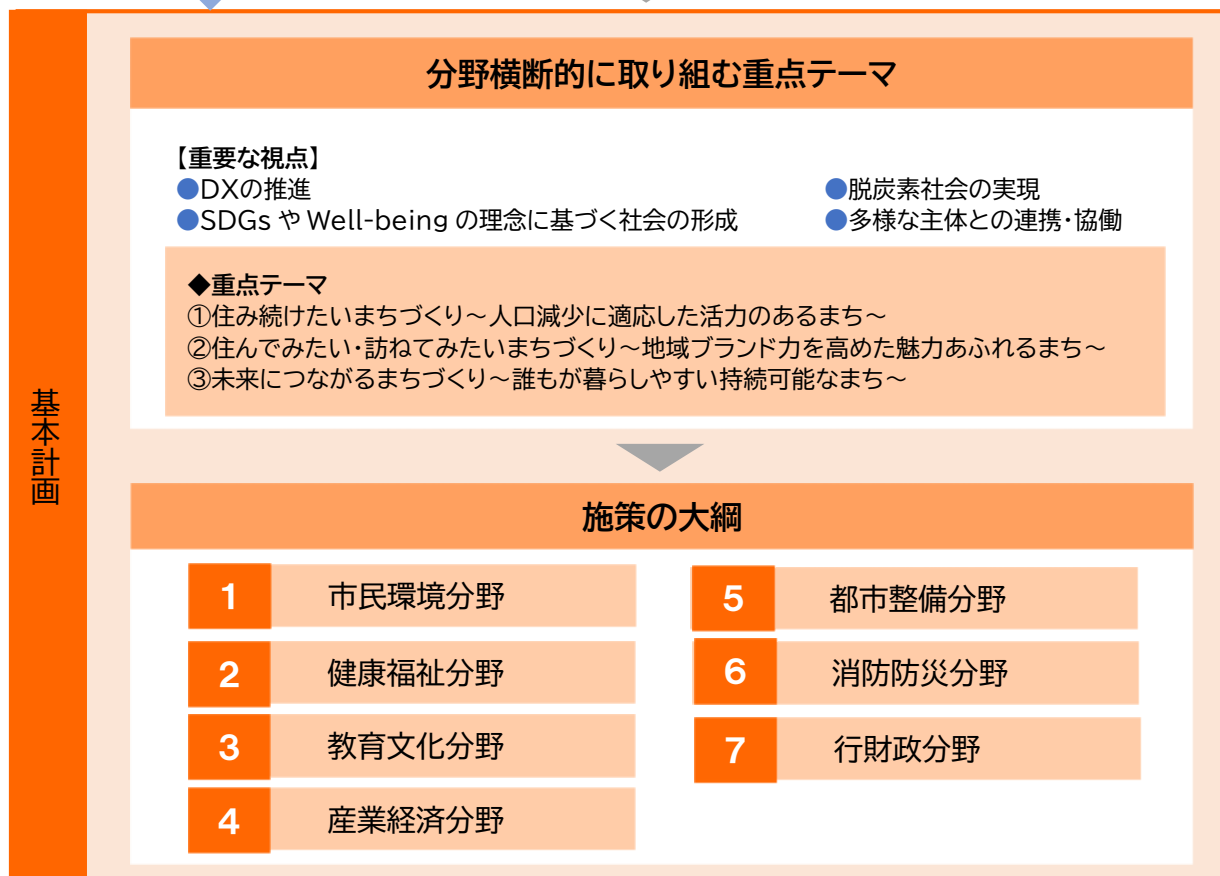 基本計画
分野横断的に取り組む重点テーマ
【重要な視点】
●DXの推進
●脱炭素社会の実現
●SDGs や Well-being の理念に基づく社会の形成
●多様な主体との連携・協働
◆重点テーマ
①住み続けたいまちづくり~人口減少に適応した活力のあるまち~
②住んでみたい・訪ねてみたいまちづくり~地域ブランド力を高めた魅力あふれるまち~
③未来につながるまちづくり~誰もが暮らしやすい持続可能なまち~
施策の大綱
1 市民環境分野
2 健康福祉分野
3 教育文化分野
4 産業経済分野
5 都市整備分野
6 消防防災分野
7 行財政分野